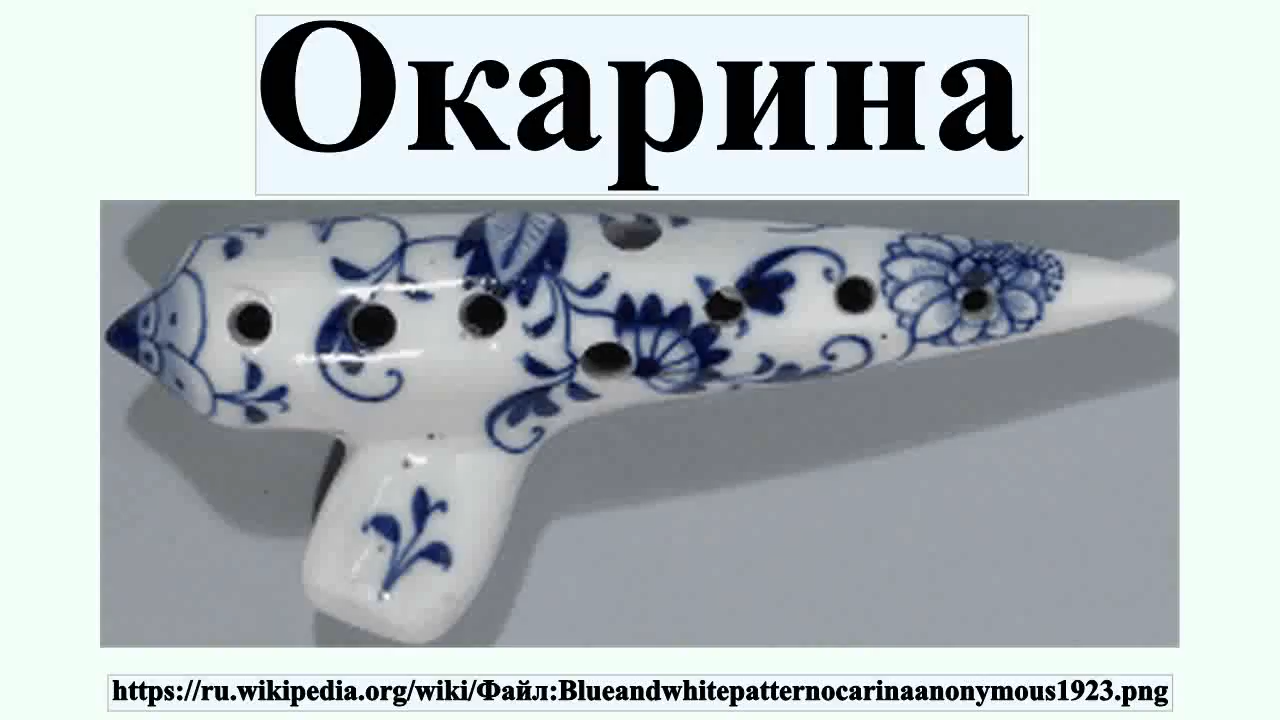 Окарина
https://ru.wikipedia.org/wiki/Файл:Blueandwhitepatternocarinaanonymous1923.png